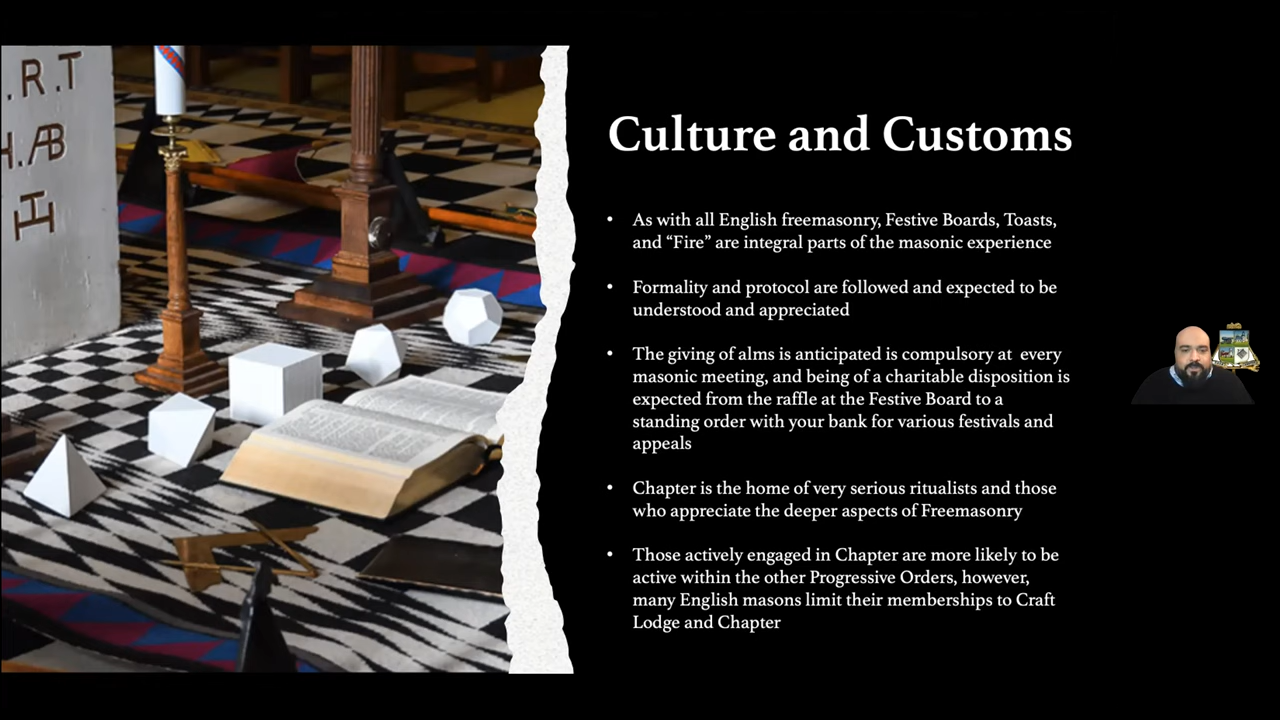 .R.T
H.AB
Culture and Customs
• As with all English freemasonry, Festive Boards, Toasts,
and “Fire” are integral parts of the masonic experience
• Formality and protocol are followed and expected to be
understood and appreciated
• The giving of alms is anticipated is compulsory at every
masonic meeting, and being of a charitable disposition is
expected from the raffle at the Festive Board to a
standing order with your bank for various festivals and
appeals
• Chapter is the home of very serious ritualists and those
who appreciate the deeper aspects of Freemasonry
• Those actively engaged in Chapter are more likely to be
active within the other Progressive Orders, however,
many English masons limit their memberships to Craft
Lodge and Chapter